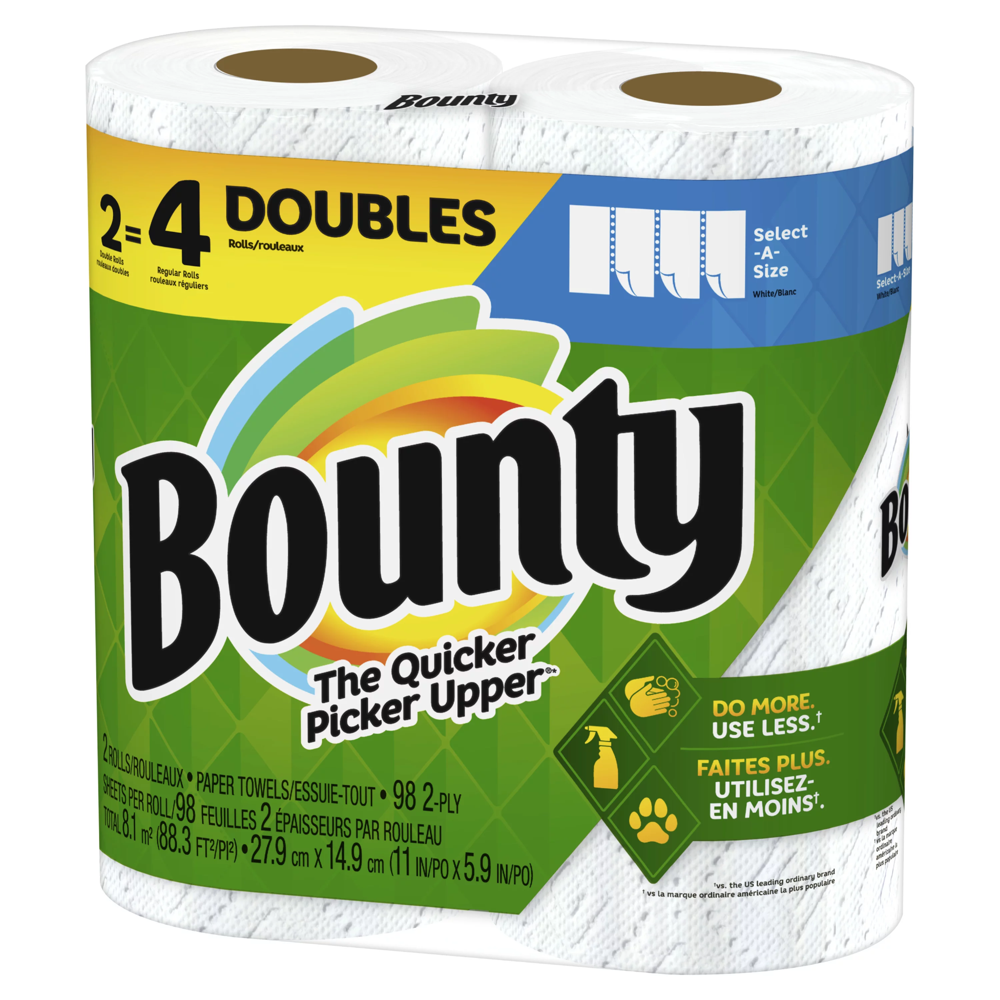 Bounty
2=4 DOUBLES
Rolls/rouleaux
Double Rolls
rouleaux doubles
Regular Rolls
rouleaux réguliers
Select
-A-
Size
White/Blanc
Select-A-Size
White/Blanc
Bounty
The Quicker
Picker Upper®*
Bo
DO MORE.
USE LESS.†
FAITES PLUS.
UTILISEZ-
EN MOINS†.
2 ROLLS/ROULEAUX • PAPER TOWELS/ESSUIE-TOUT • 98 2-PLY
SHEETS PER ROLL/98 FEUILLES 2 ÉPAISSEURS PAR ROULEAU
TOTAL 8.1 m² (88.3 FT²/PI²) • 27.9 cm X 14.9 cm (11 IN/PO X 5.9 IN/PO)
†vs. the US leading ordinary brand
† vs la marque ordinaire américaine la plus populaire
†vs. the US
leading ordinary
brand
† vs la marque
ordinaire
américaine la
plus populaire